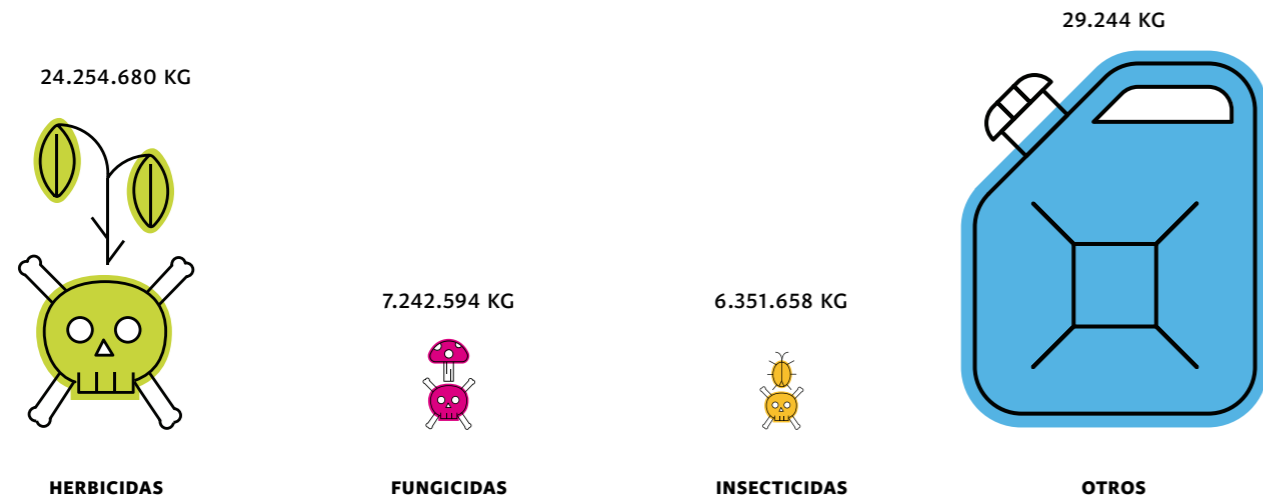 29.244 KG
24.254.680 KG
7.242.594 KG
6.351.658 KG
HERBICIDAS
FUNGICIDAS
INSECTICIDAS
OTROS